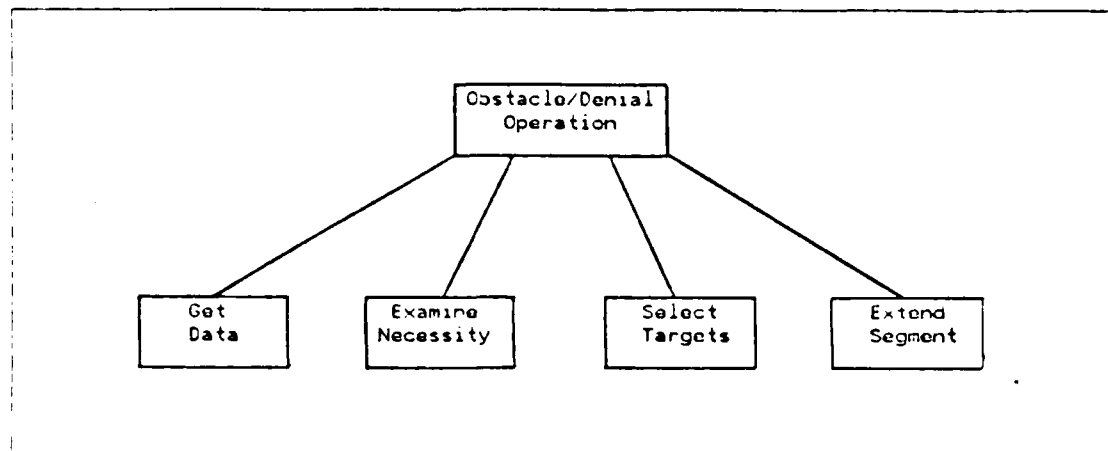 Obstacle/Denial
Operation
Get
Data
Examine
Necessity
Select
Targets
Extend
Segment